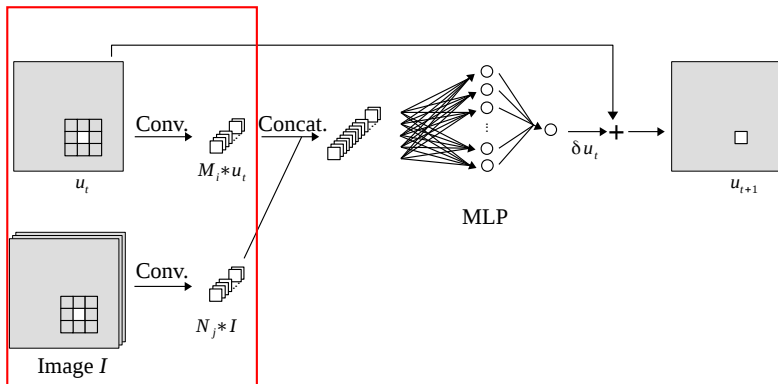 Conv.
Concat.
u_t
M_i*u_t
MLP
δu_t
+
u_{t+1}
Conv.
N_j*I
Image I